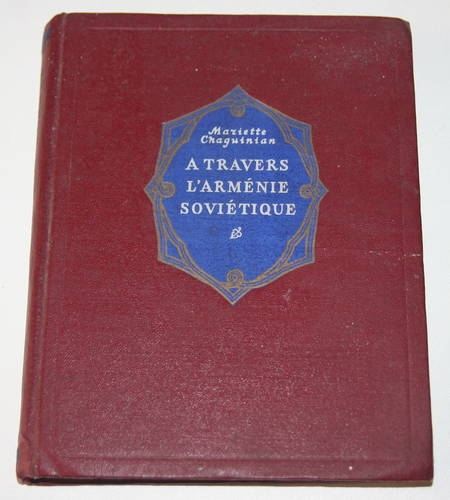 Mariette
Chaguinian
A TRAVERS
L'ARMÉNIE
SOVIÉTIQUE